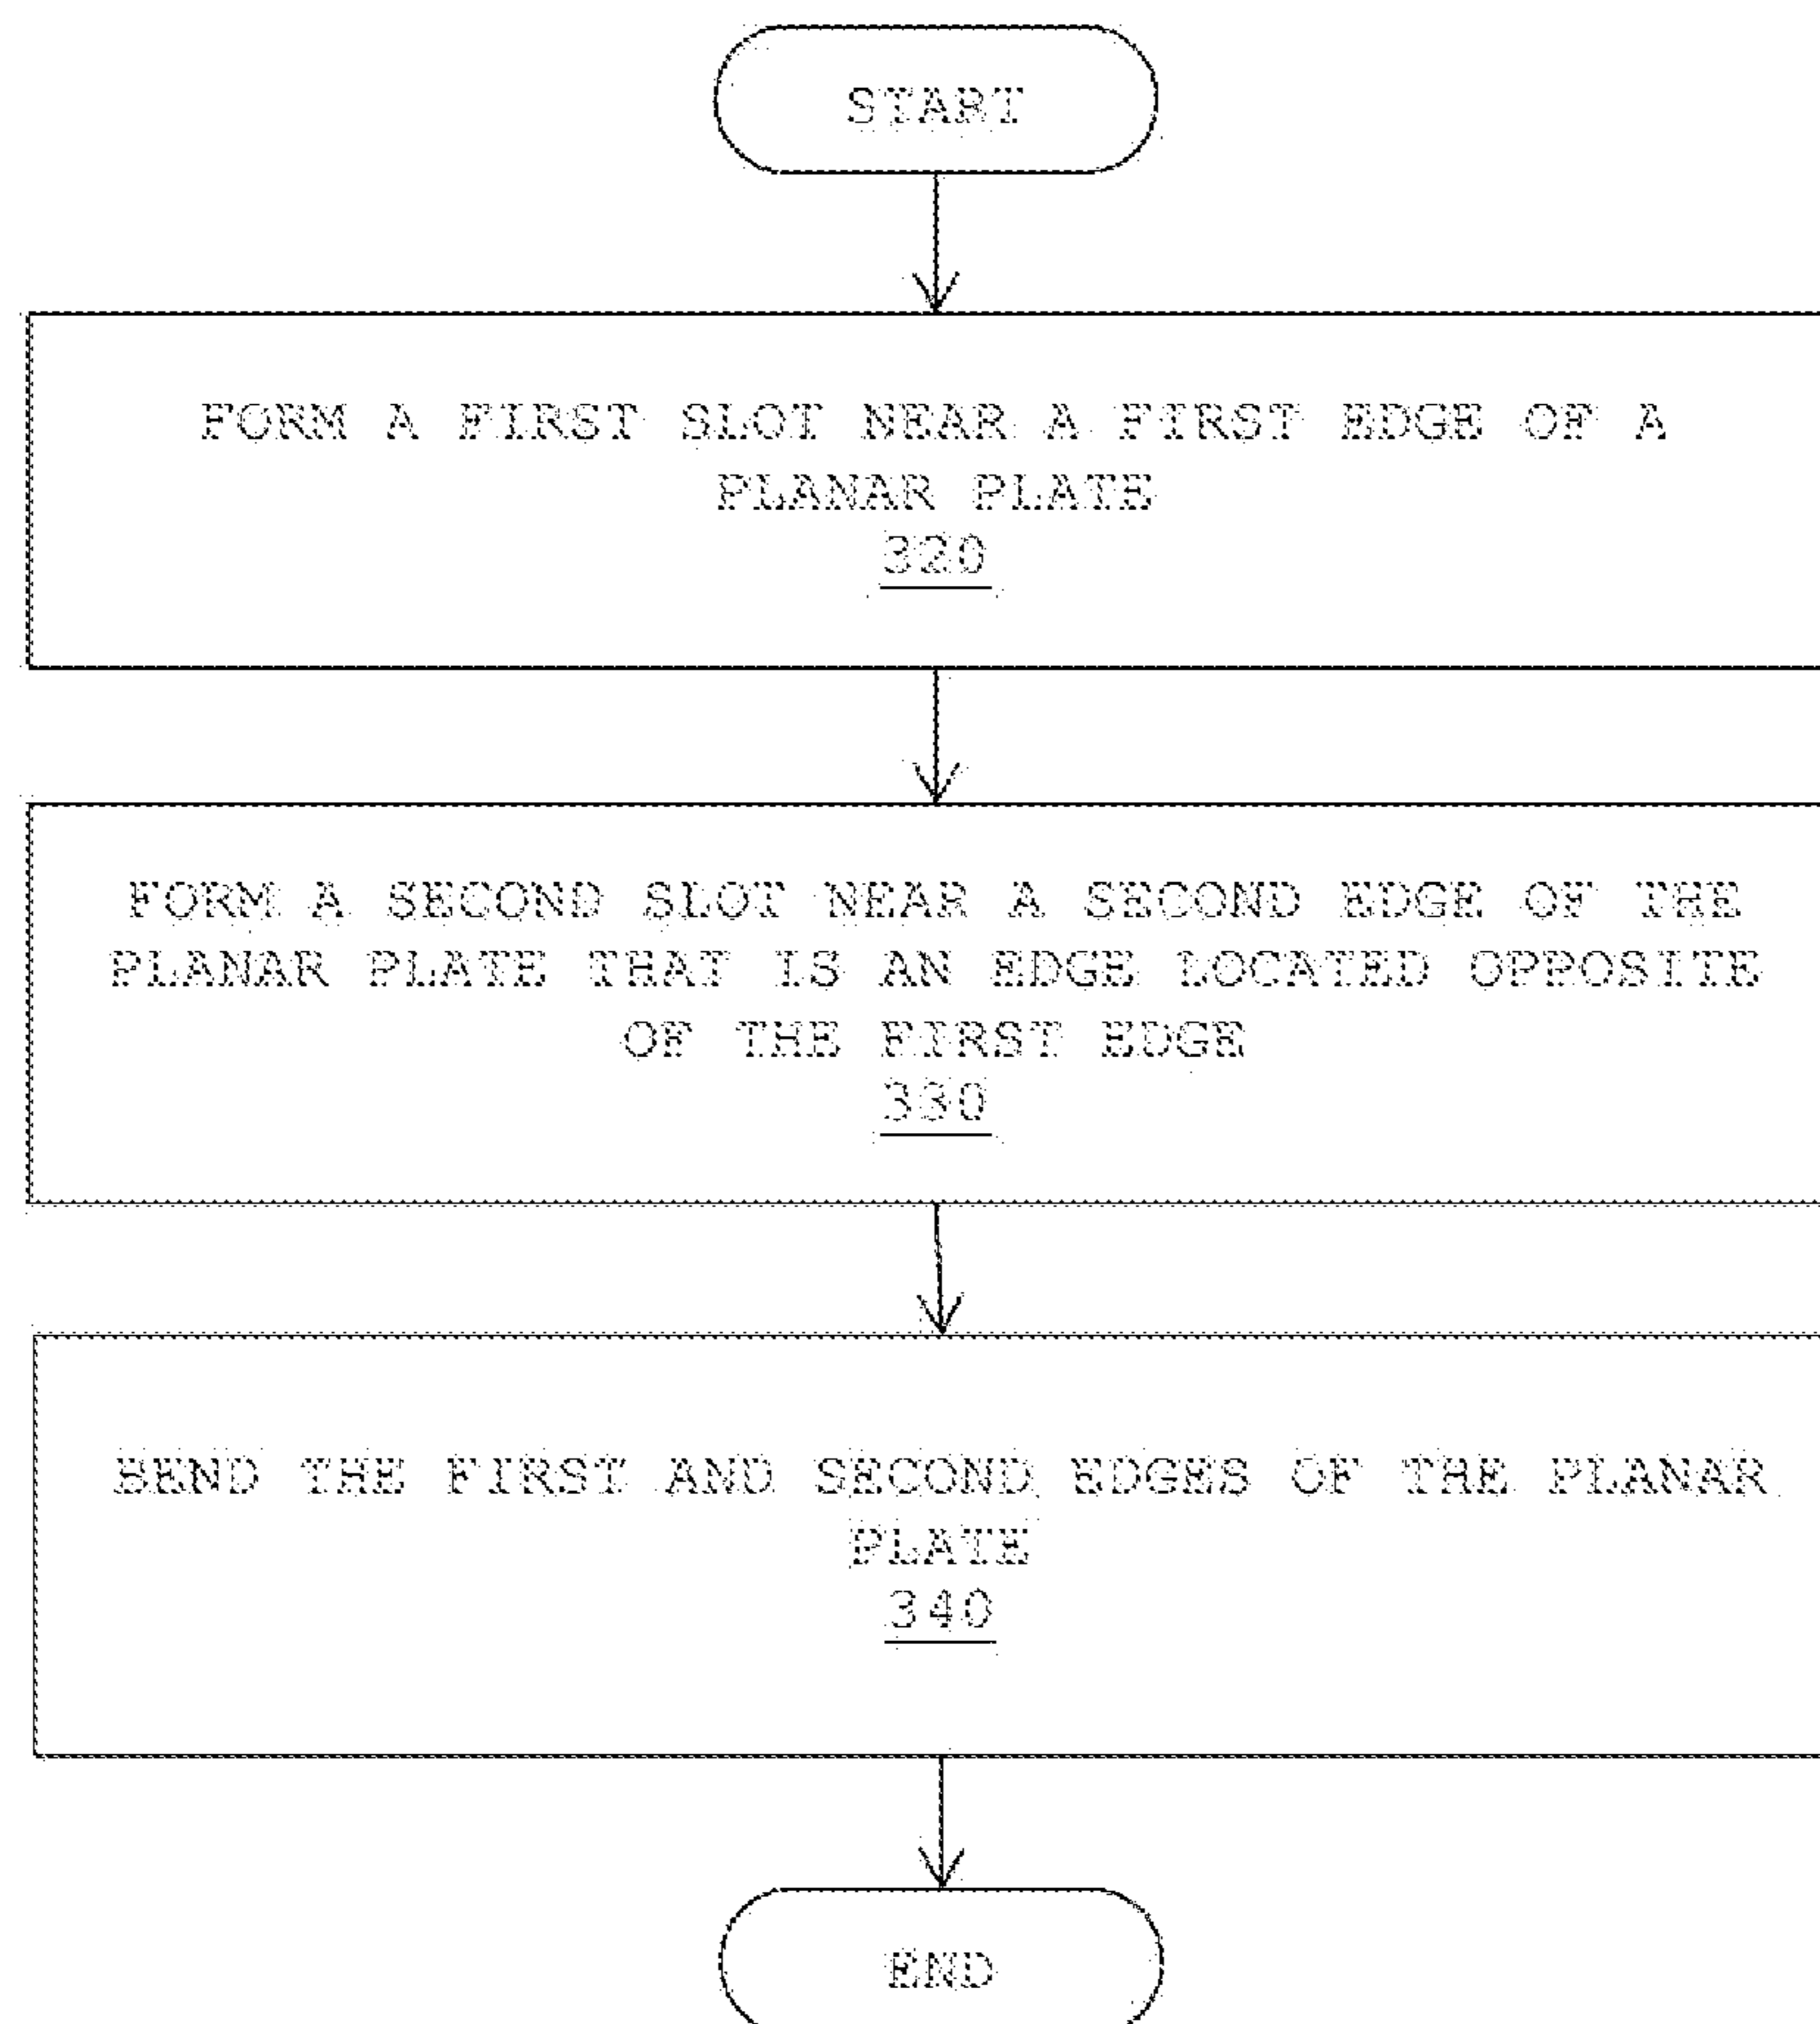 START
FORM A FIRST SLOT NEAR A FIRST EDGE OF A
PLANAR PLATE
320
FORM A SECOND SLOT NEAR A SECOND EDGE OF THE
PLANAR PLATE THAT IS AN EDGE LOCATED OPPOSITE
OF THE FIRST EDGE
330
BEND THE FIRST AND SECOND EDGES OF THE PLANAR
PLATE
340
END